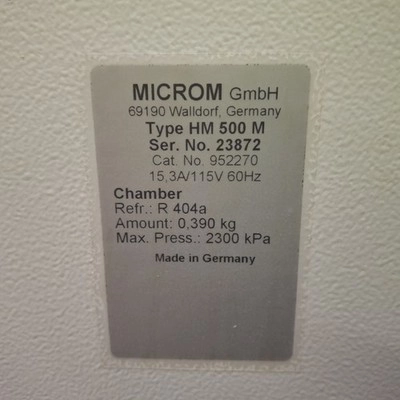 MICROM GmbH
69190 Walldorf, Germany
Type HM 500 M
Ser. No. 23872
Cat. No. 952270
15,3A/115V 60Hz
Chamber
Refr.: R 404a
Amount: 0,390 kg
Max. Press.: 2300 kPa
Made in Germany